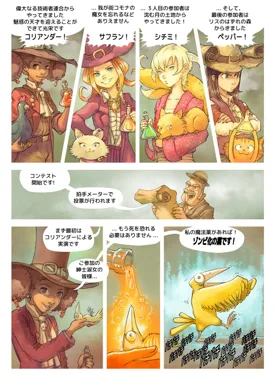 偉大なる技術者連合から
やってきました
魅惑の天才を迎えることが
できて光栄です
コリアンダー！
... 我が街コモナの
魔女を忘れるなど
ありえません
サフラン！
... 3人目の参加者は
沈む月の土地から
やってきました！
シチミ！
... そして、
最後の参加者は
リスのはずれの森
からきました
ペッパー！
コンテスト
開始です！
拍手メーターで
投票が行われます
まず最初は
コリアンダーによる
実演です
ご参加の
紳士淑女の
皆様...
... もう死を恐れる
必要はありません ...
私の魔法薬があれば！
ゾンビ化の薬です！